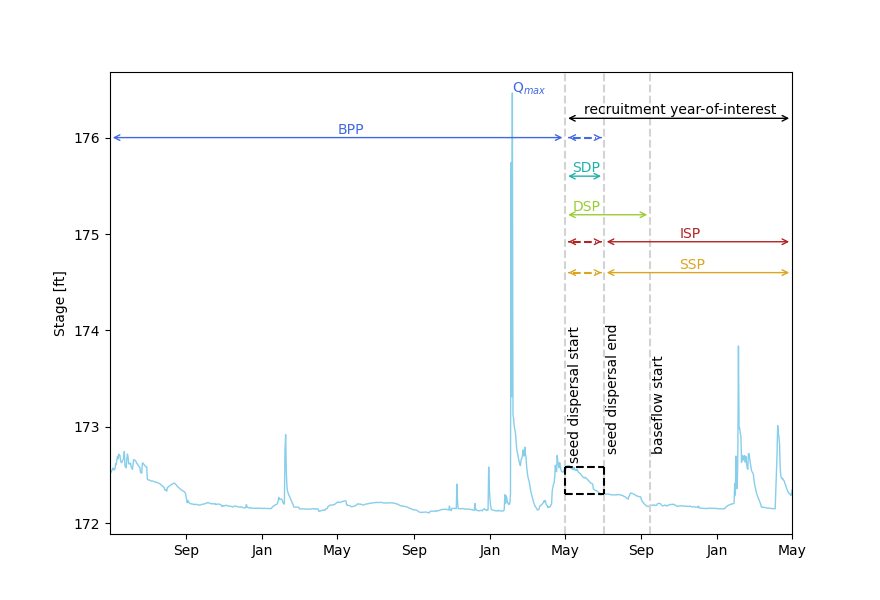 Q_max
recruitment year-of-interest
BPP
SDP
DSP
ISP
SSP
176
175
174
173
172
Stage [ft]
seed dispersal start
seed dispersal end
baseflow start
Sep Jan May Sep Jan May Sep Jan May